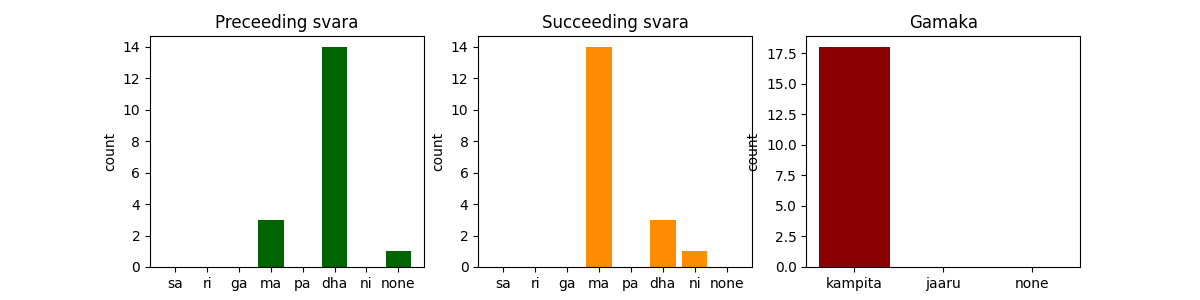 Preceeding svara
count
14
12
10
8
6
4
2
0
sa ri ga ma pa dha ni none
Succeeding svara
count
14
12
10
8
6
4
2
0
sa ri ga ma pa dha ni none
Gamaka
count
17.5
15.0
12.5
10.0
7.5
5.0
2.5
0.0
kampita jaaru none